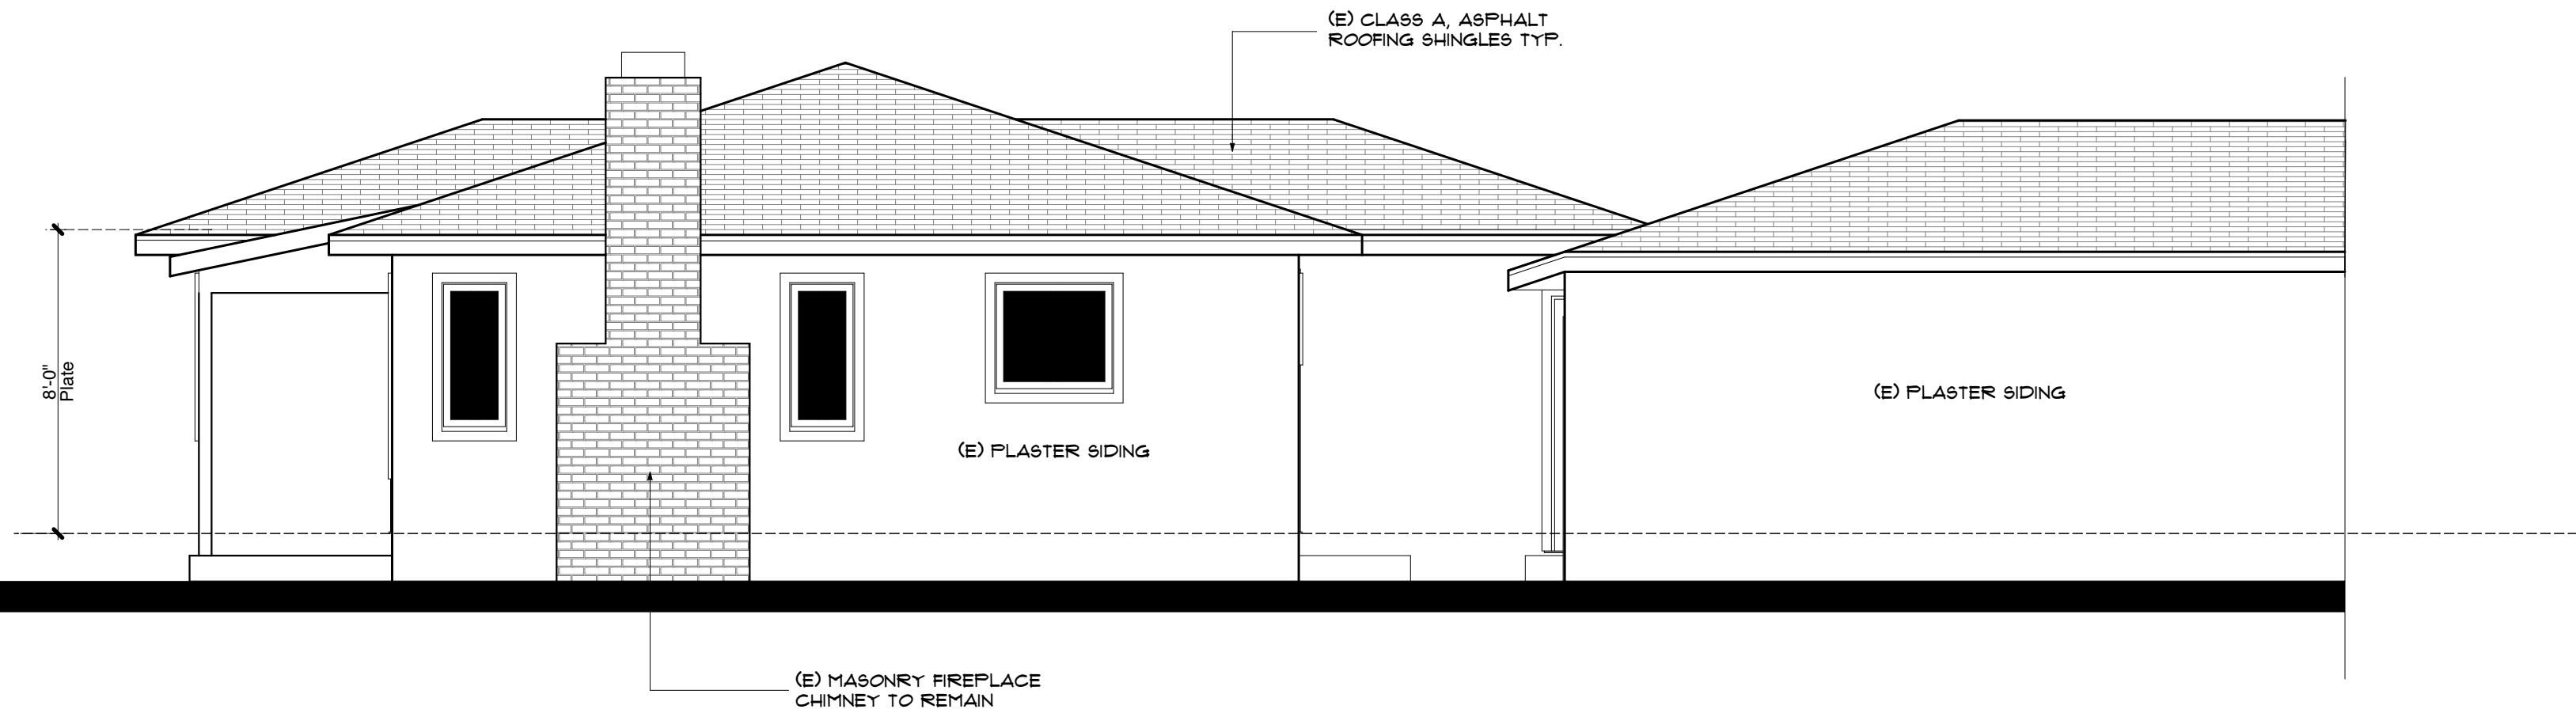 (E) CLASS A, ASPHALT
ROOFING SHINGLES TYP.
8'-0"
Plate
(E) PLASTER SIDING
(E) PLASTER SIDING
(E) MASONRY FIREPLACE
CHIMNEY TO REMAIN